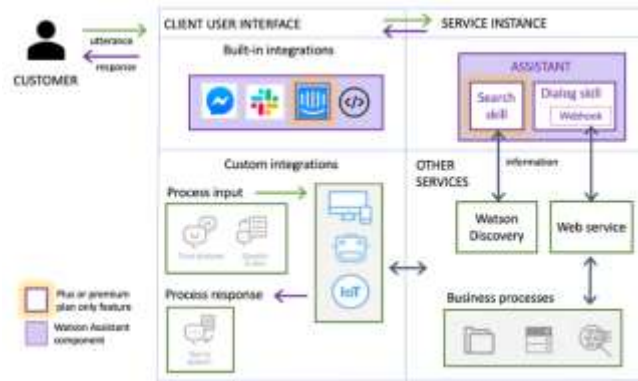 CLIENT USER INTERFACE
SERVICE INSTANCE
utterance
response
CUSTOMER
Built-in integrations
ASSISTANT
Search
skill
Dialog skill
Webhook
Custom integrations
OTHER
SERVICES
information
Process input
Watson
Discovery
Web service
IoT
Process response
Business processes
Plus or premium
plan only feature
Watson Assistant
component